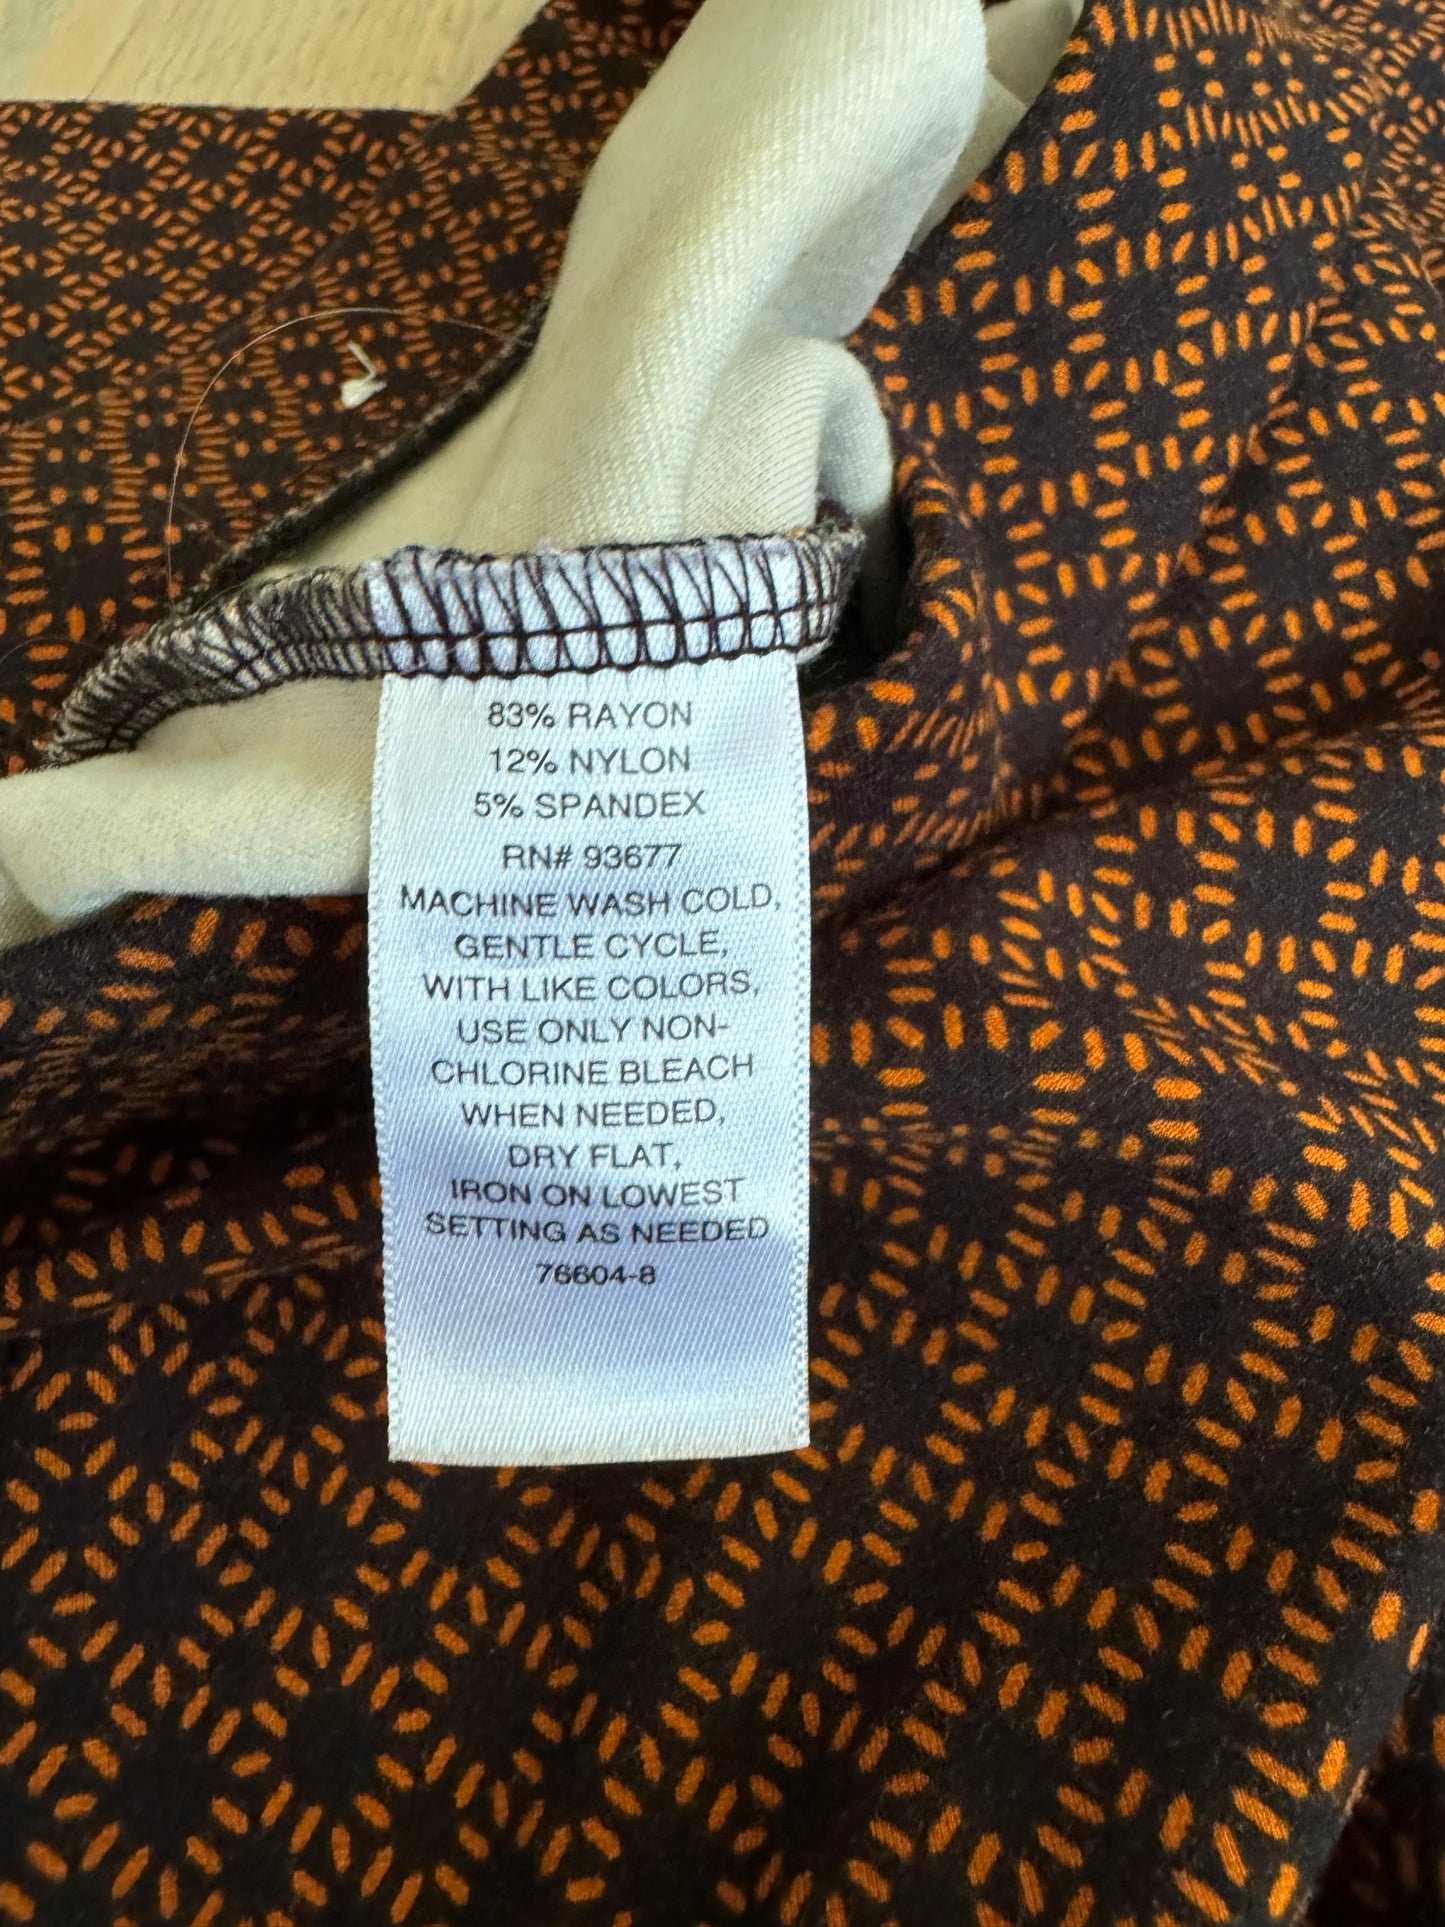 83% RAYON
12% NYLON
5% SPANDEX
RN# 93677
MACHINE WASH COLD,
GENTLE CYCLE,
WITH LIKE COLORS,
USE ONLY NON-
CHLORINE BLEACH
WHEN NEEDED,
DRY FLAT,
IRON ON LOWEST
SETTING AS NEEDED
76604-8